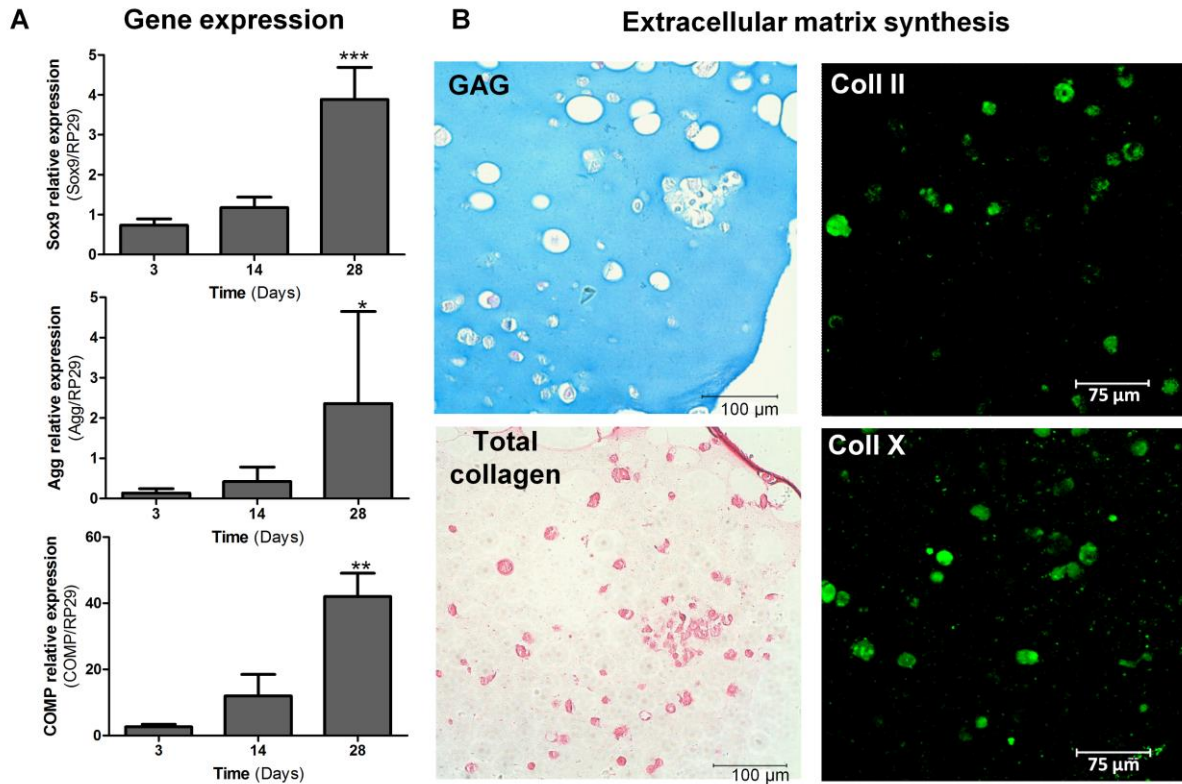 A
Gene expression
Sox9 relative expression
(Sox9/RP29)
5
4
3
2
1
0
***
3
14
28
Time (Days)
Agg relative expression
(Agg/RP29)
5
4
3
2
1
0
*
3
14
28
Time (Days)
COMP relative expression
(COMP/RP29)
60
40
20
0
**
3
14
28
Time (Days)
B
Extracellular matrix synthesis
GAG
100 µm
Coll II
75 µm
Total
collagen
100 µm
Coll X
75 µm